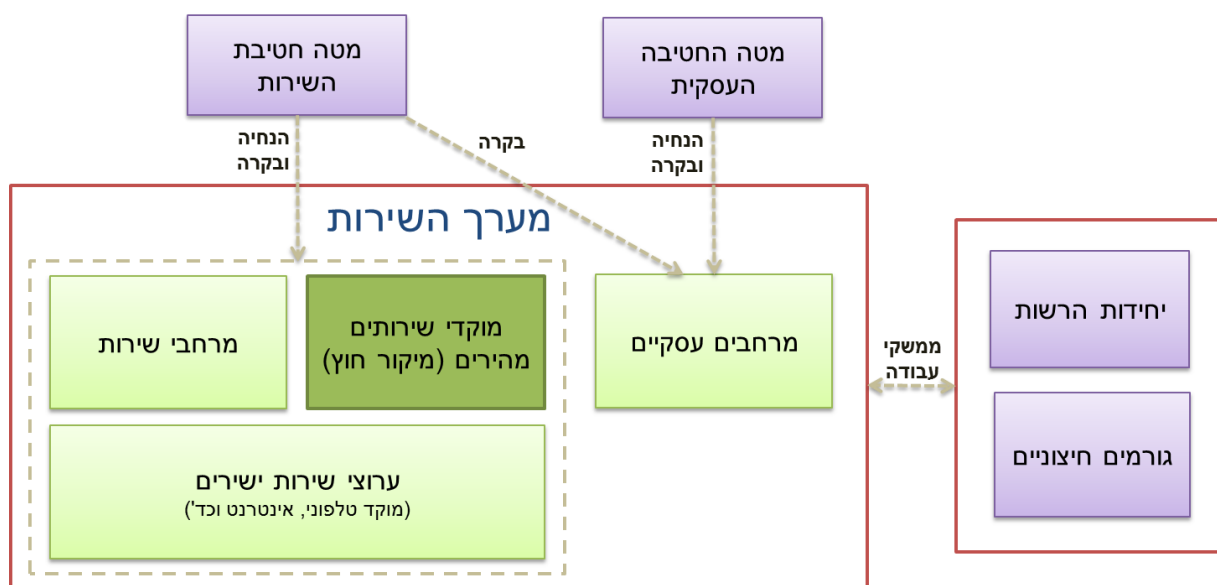 מטה החטיבה
העסקית
מטה חטיבת
השירות
הנחיה
ובקרה
בקרה
הנחיה
ובקרה
מערך השירות
יחידות הרשות
ממשקי
עבודה
גורמים חיצוניים
מרחבים עסקיים
מוקדי שירותים
מהירים (מיקור חוץ)
מרחבי שירות
ערוצי שירות ישירים
(מוקד טלפוני, אינטרנט וכד')